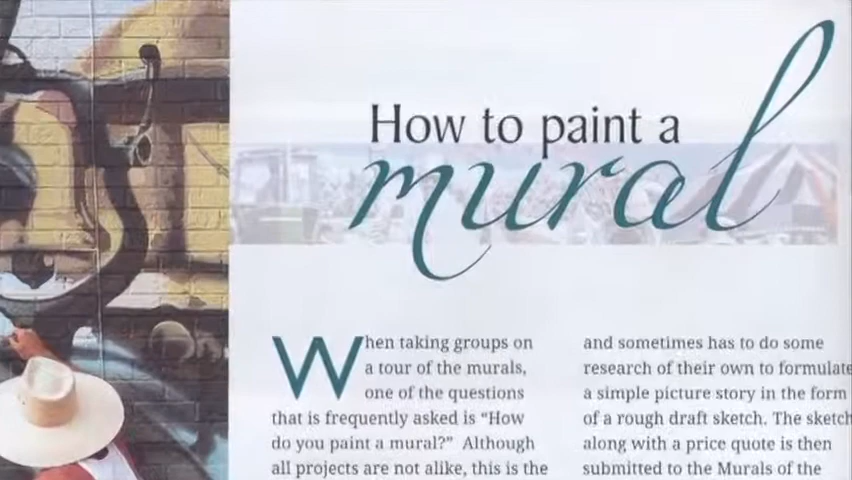 How to paint a
mural
When taking groups on
a tour of the murals,
one of the questions
that is frequently asked is “How
do you paint a mural?” Although
all projects are not alike, this is the
and sometimes has to do some
research of their own to formulate
a simple picture story in the form
of a rough draft sketch. The sketch
along with a price quote is then
submitted to the Murals of the